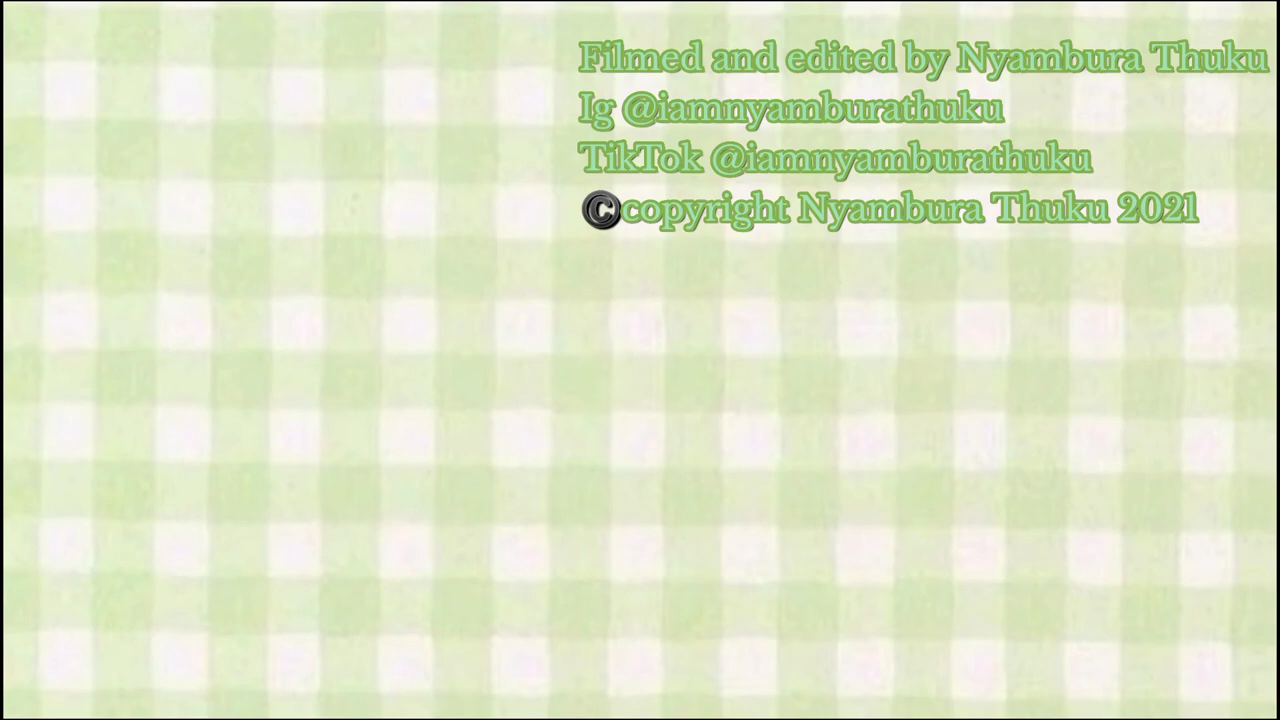 Filmed and edited by Nyambura Thuku
Ig @iamnyamburathuku
TikTok @iamnyamburathuku
©copyright Nyambura Thuku 2021